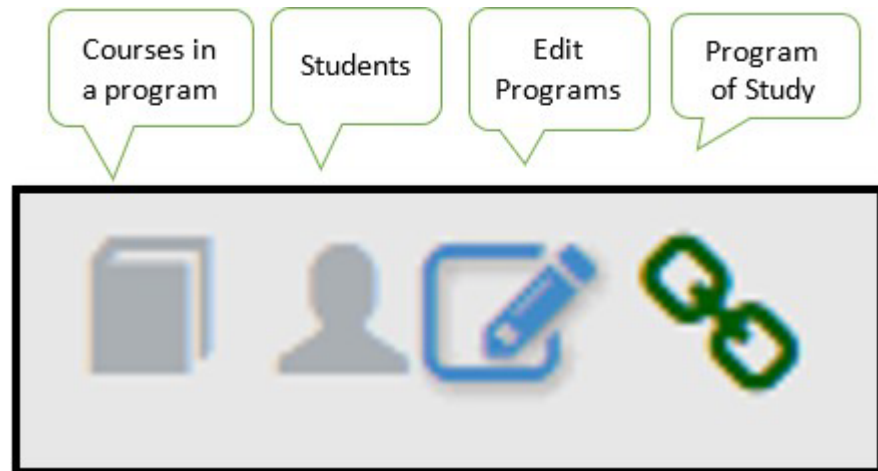 Courses in
a program
Students
Edit
Programs
Program
of Study